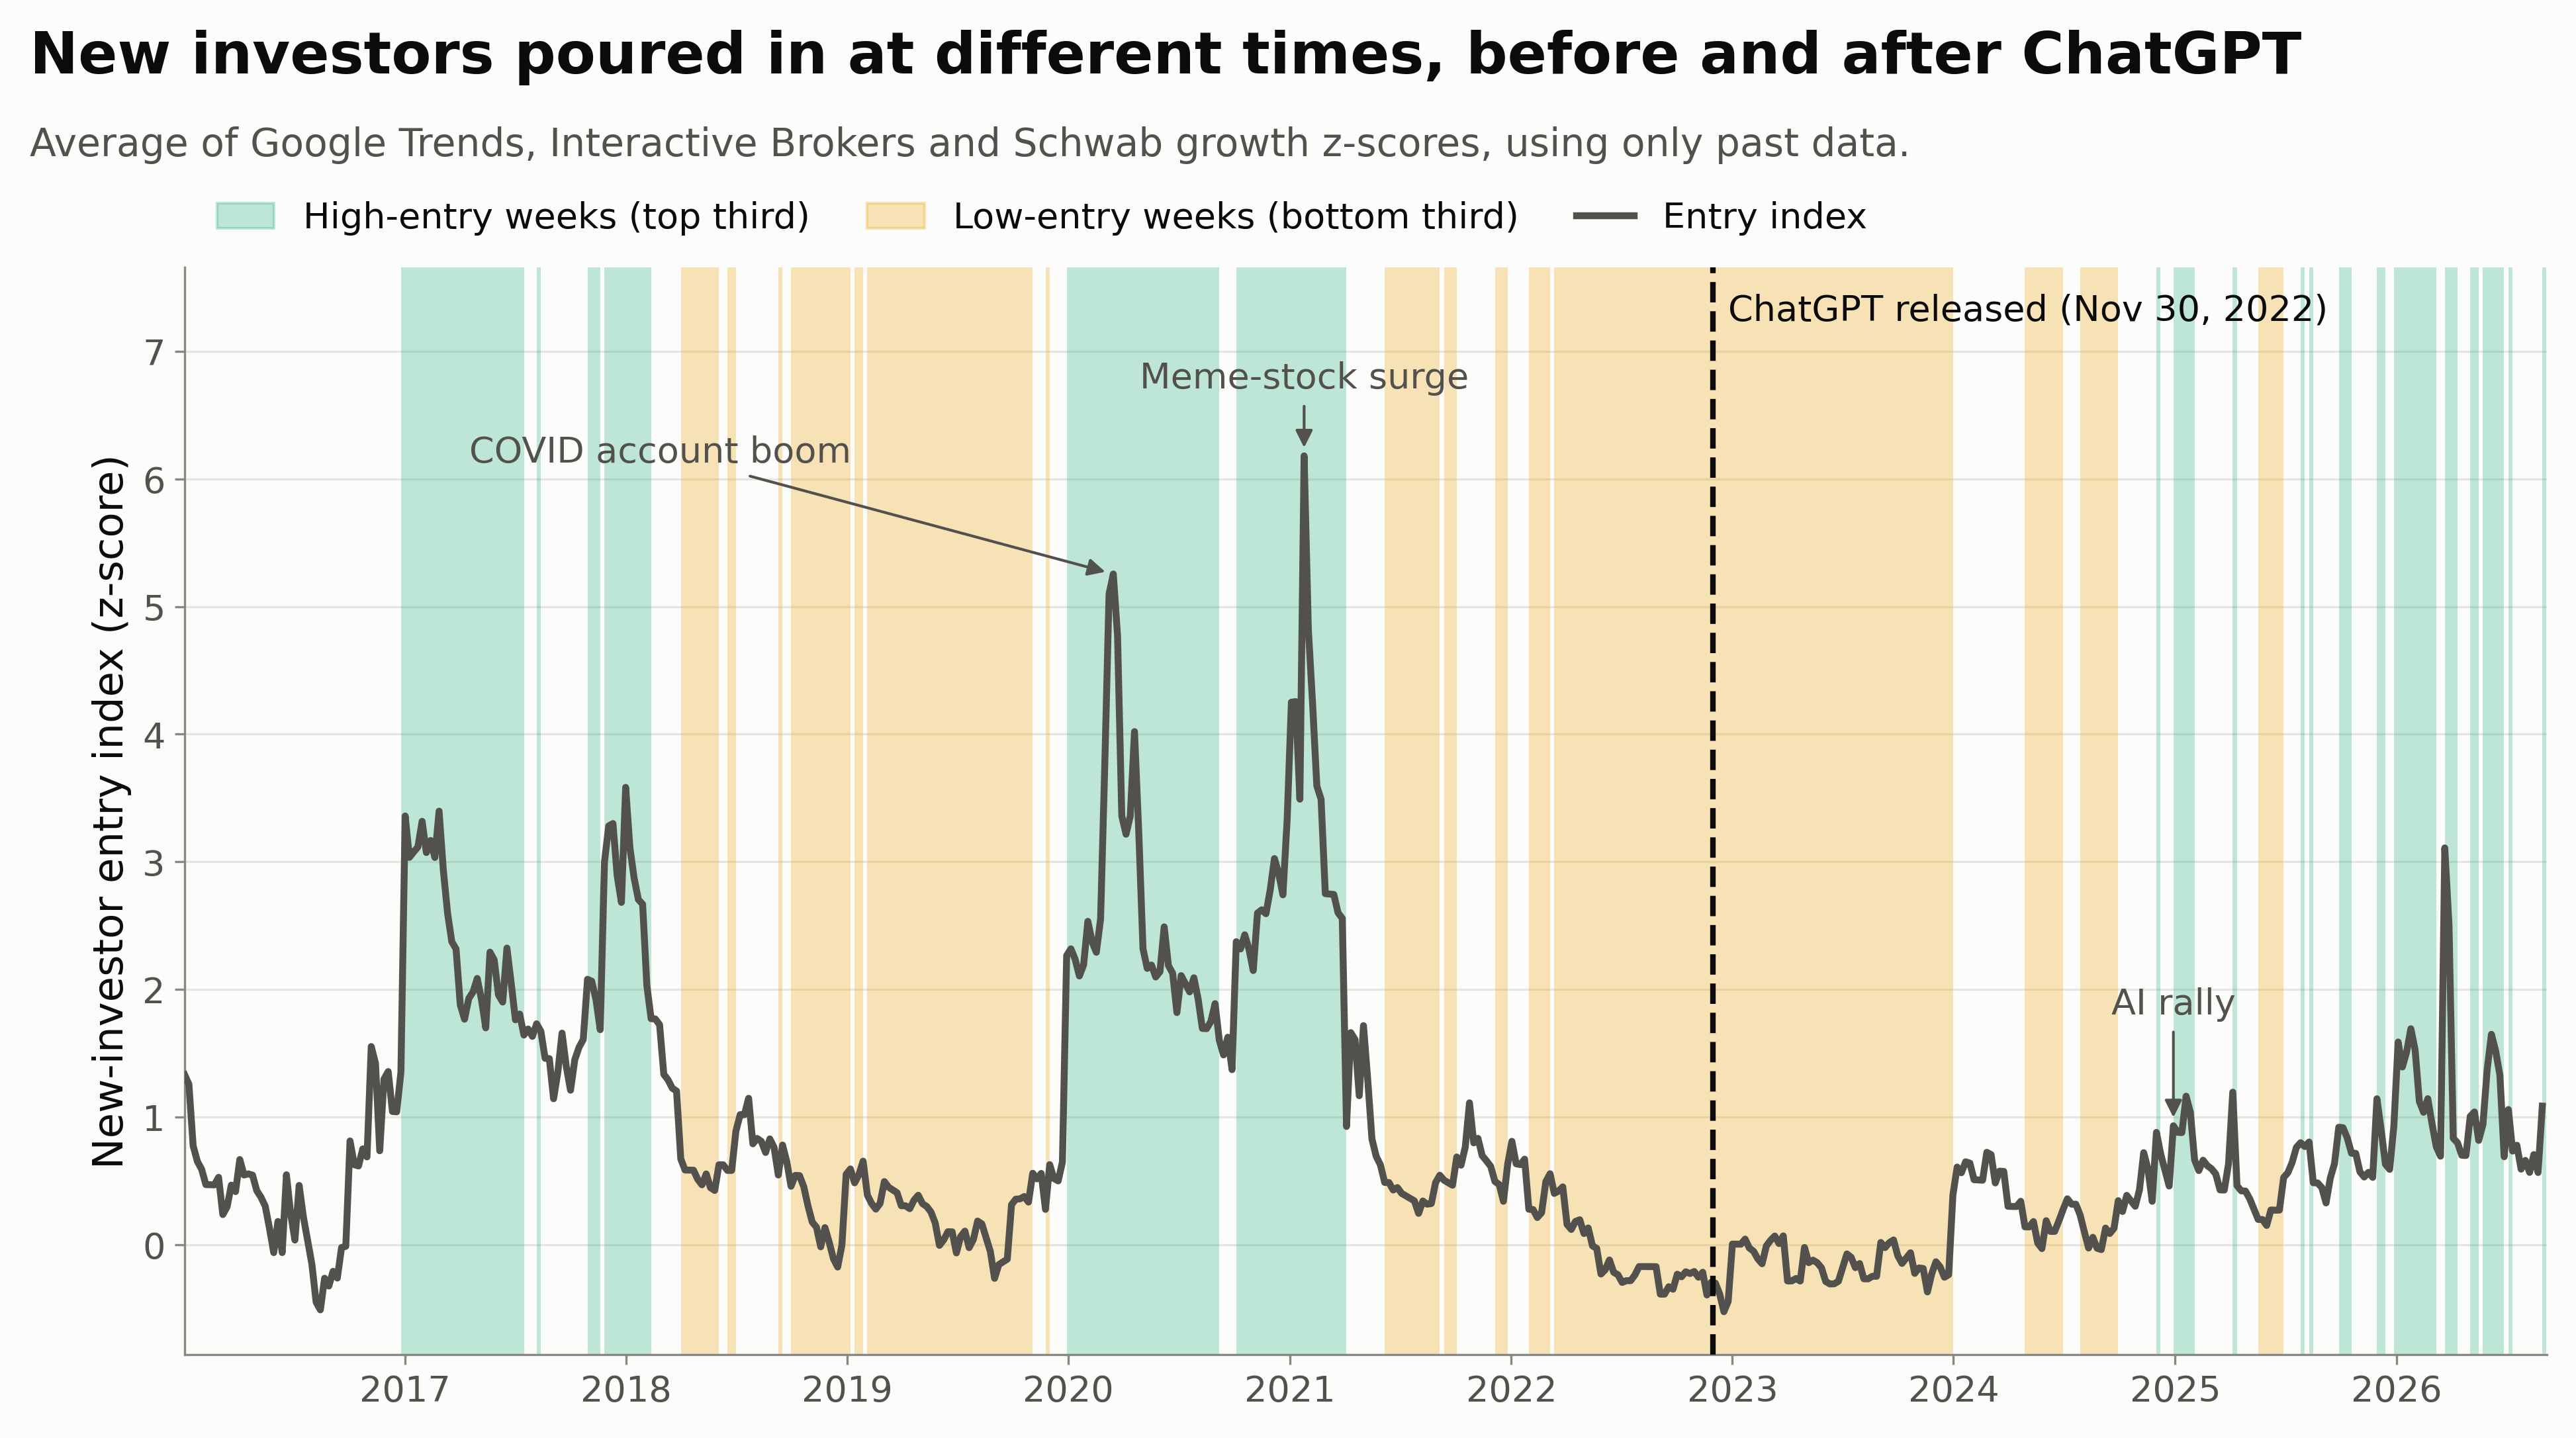 New investors poured in at different times, before and after ChatGPT
Average of Google Trends, Interactive Brokers and Schwab growth z-scores, using only past data.
High-entry weeks (top third)
Low-entry weeks (bottom third)
Entry index
ChatGPT released (Nov 30, 2022)
Meme-stock surge
COVID account boom
AI rally
New-investor entry index (z-score)
7
6
5
4
3
2
1
0
2017
2018
2019
2020
2021
2022
2023
2024
2025
2026